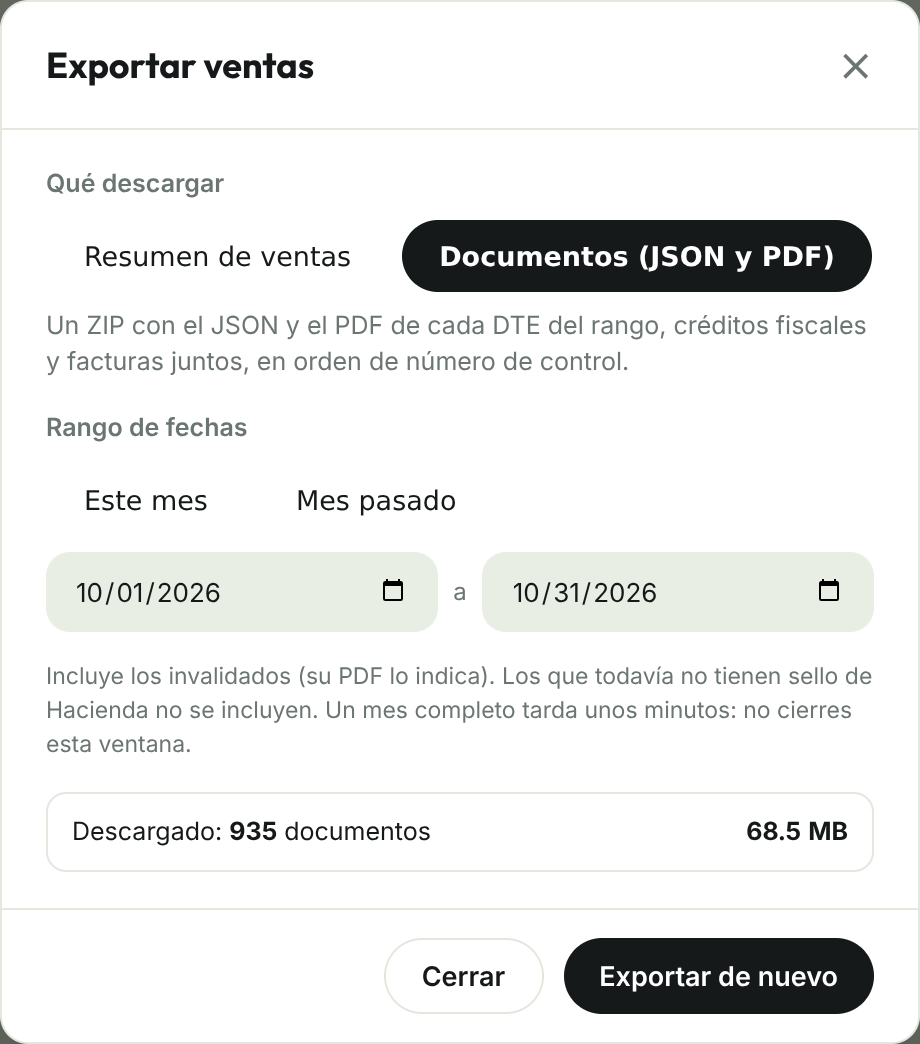 Exportar ventas
Qué descargar
Resumen de ventas Documentos (JSON y PDF)
Un ZIP con el JSON y el PDF de cada DTE del rango, créditos fiscales
y facturas juntos, en orden de número de control.
Rango de fechas
Este mes Mes pasado
10/01/2026 a 10/31/2026
Incluye los invalidados (su PDF lo indica). Los que todavía no tienen sello de
Hacienda no se incluyen. Un mes completo tarda unos minutos: no cierres
esta ventana.
Descargado: 935 documentos 68.5 MB
Cerrar Exportar de nuevo